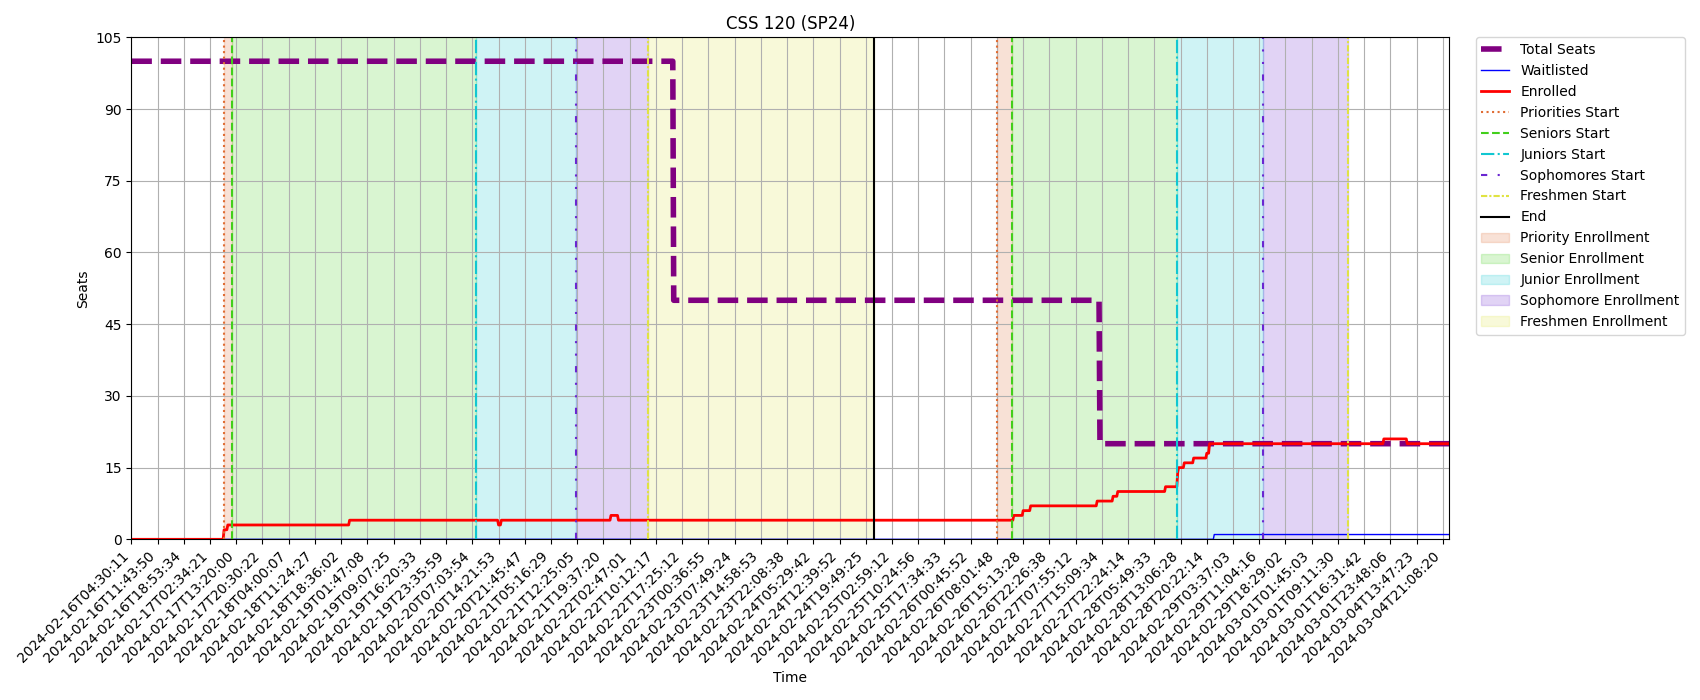 CSS 120 (SP24)
105
90
75
60
45
30
15
0
Seats
2024-02-16T04:30:11
2024-02-16T11:43:50
2024-02-16T18:53:34
2024-02-17T02:34:21
2024-02-17T13:20:00
2024-02-17T20:30:22
2024-02-18T04:00:07
2024-02-18T11:24:27
2024-02-18T18:36:02
2024-02-19T01:47:08
2024-02-19T09:07:25
2024-02-19T16:20:33
2024-02-19T23:35:59
2024-02-20T07:03:54
2024-02-20T14:21:53
2024-02-20T21:45:47
2024-02-21T05:16:29
2024-02-21T12:25:05
2024-02-21T19:37:20
2024-02-22T02:47:01
2024-02-22T10:12:17
2024-02-22T17:25:12
2024-02-23T00:36:55
2024-02-23T07:49:24
2024-02-23T14:58:53
2024-02-23T22:08:38
2024-02-24T05:29:42
2024-02-24T12:39:52
2024-02-24T19:49:25
2024-02-25T02:59:12
2024-02-25T10:24:56
2024-02-25T17:34:33
2024-02-26T00:45:52
2024-02-26T08:01:48
2024-02-26T15:13:28
2024-02-26T22:26:38
2024-02-27T07:55:12
2024-02-27T15:09:34
2024-02-27T22:24:14
2024-02-28T05:49:33
2024-02-28T13:06:28
2024-02-28T20:22:14
2024-02-29T03:37:03
2024-02-29T11:04:16
2024-02-29T18:29:02
2024-03-01T01:45:03
2024-03-01T09:11:30
2024-03-01T16:31:42
2024-03-01T23:48:06
2024-03-04T13:47:23
2024-03-04T21:08:20
Time
Total Seats
Waitlisted
Enrolled
Priorities Start
Seniors Start
Juniors Start
Sophomores Start
Freshmen Start
End
Priority Enrollment
Senior Enrollment
Junior Enrollment
Sophomore Enrollment
Freshmen Enrollment